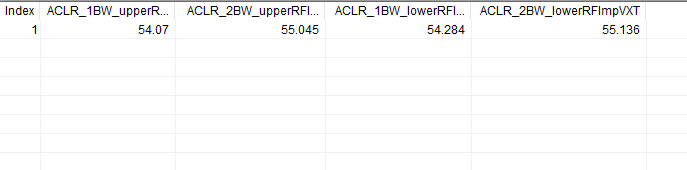 Index ACLR_1BW_upperR... ACLR_2BW_upperRFI... ACLR_1BW_lowerRFI... ACLR_2BW_lowerRFImpVXT
1 54.07 55.045 54.284 55.136